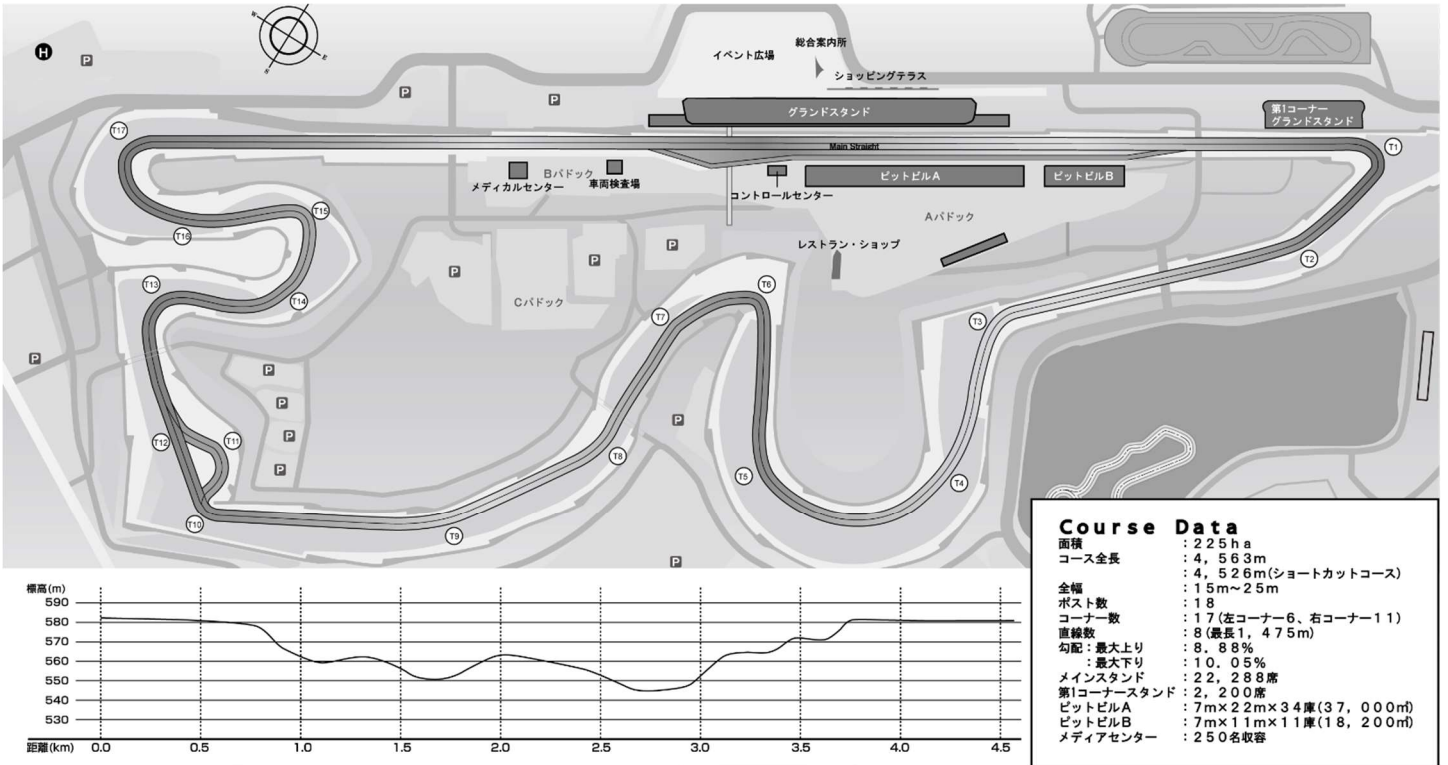 W
N
S
E
H
P
P
P
イベント広場
総合案内所
ショッピングテラス
グランドスタンド
第1コーナー
グランドスタンド
T17
Main Straight
T1
メディカルセンター
Bパドック
車両検査場
コントロールセンター
ピットビルA
ピットビルB
Aパドック
T15
T16
レストラン・ショップ
T2
P
P
P
T13
T14
Cパドック
T6
T7
T3
P
P
P
P
P
P
T12
T11
T8
T5
T4
T10
T9
P
標高(m)
590
580
570
560
550
540
530
距離(km) 0.0 0.5 1.0 1.5 2.0 2.5 3.0 3.5 4.0 4.5
Course Data
面積 :225ha
コース全長 :4,563m
:4,526m(ショートカットコース)
全幅 :15m~25m
ポスト数 :18
コーナー数 :17(左コーナー6、右コーナー11)
直線数 :8(最長1,475m)
勾配:最大上り :8.88%
:最大下り :10.05%
メインスタンド :22,288席
第1コーナースタンド :2,200席
ピットビルA :7m×22m×34庫(37,000㎡)
ピットビルB :7m×11m×11庫(18,200㎡)
メディアセンター :250名収容